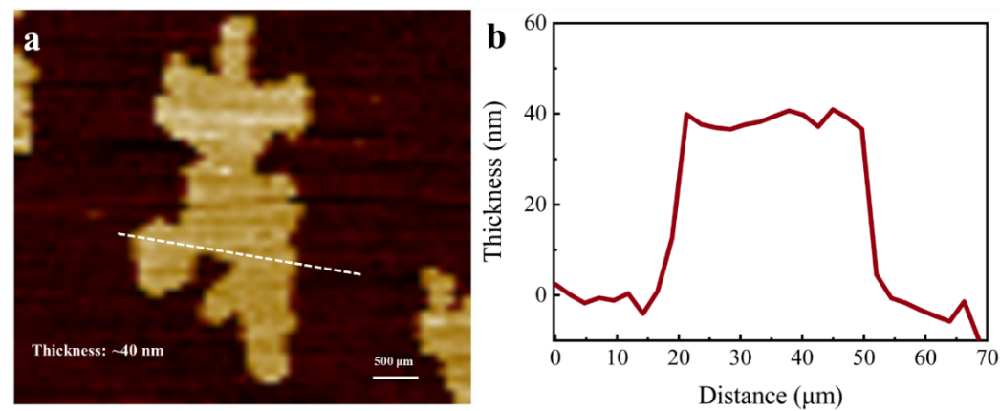 a
Thickness: ~40 nm
500 μm
b
Thickness (nm)
60
40
20
0
0 10 20 30 40 50 60 70
Distance (μm)